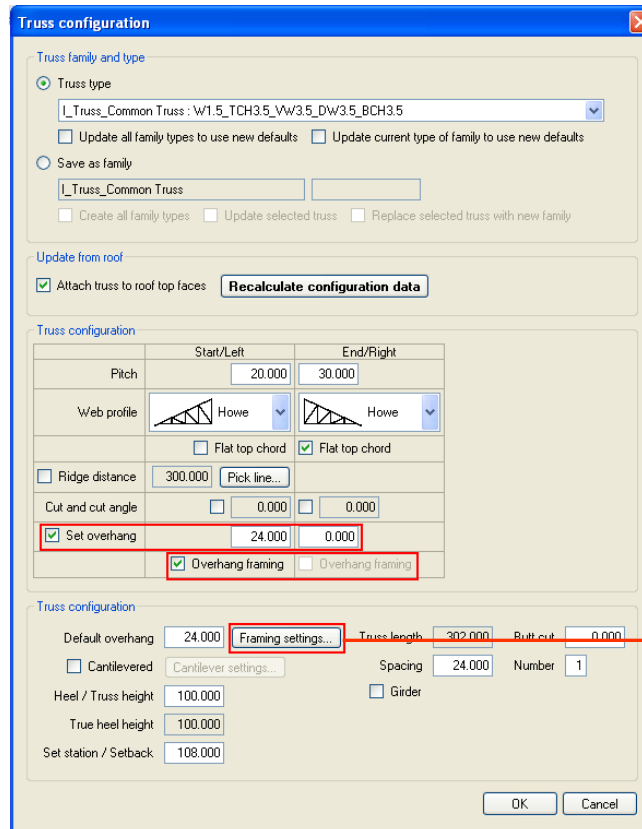 Truss configuration
Truss family and type
Truss type
I_Truss_Common Truss : W1.5_TCH3.5_VW3.5_DW3.5_BCH3.5
Update all family types to use new defaults Update current type of family to use new defaults
Save as family
I_Truss_Common Truss
Create all family types Update selected truss Replace selected truss with new family
Update from roof
Attach truss to roof top faces Recalculate configuration data
Truss configuration
Start/Left End/Right
Pitch 20.000 30.000
Web profile Howe Howe
Flat top chord Flat top chord
Ridge distance 300.000 Pick line...
Cut and cut angle 0.000 0.000
Set overhang 24.000 0.000
Overhang framing Overhang framing
Truss configuration
Default overhang 24.000 Framing settings... Truss length 302.000 Butt cut 0.000
Cantilevered Cantilever settings... Spacing 24.000 Number 1
Heel / Truss height 100.000 Girder
True heel height 100.000
Set station / Setback 108.000
OK Cancel